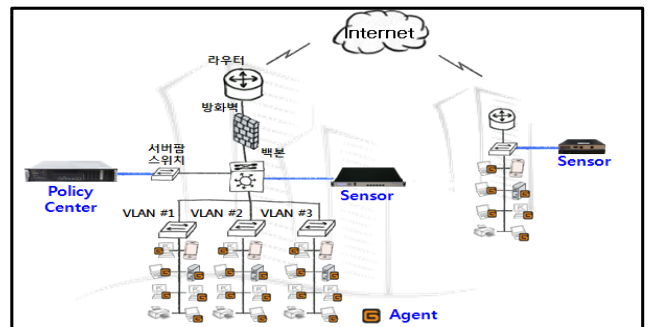 Internet
라우터
방화벽
서버팜
스위치
백본
Policy
Center
Sensor
Sensor
VLAN #1 VLAN #2 VLAN #3
G Agent